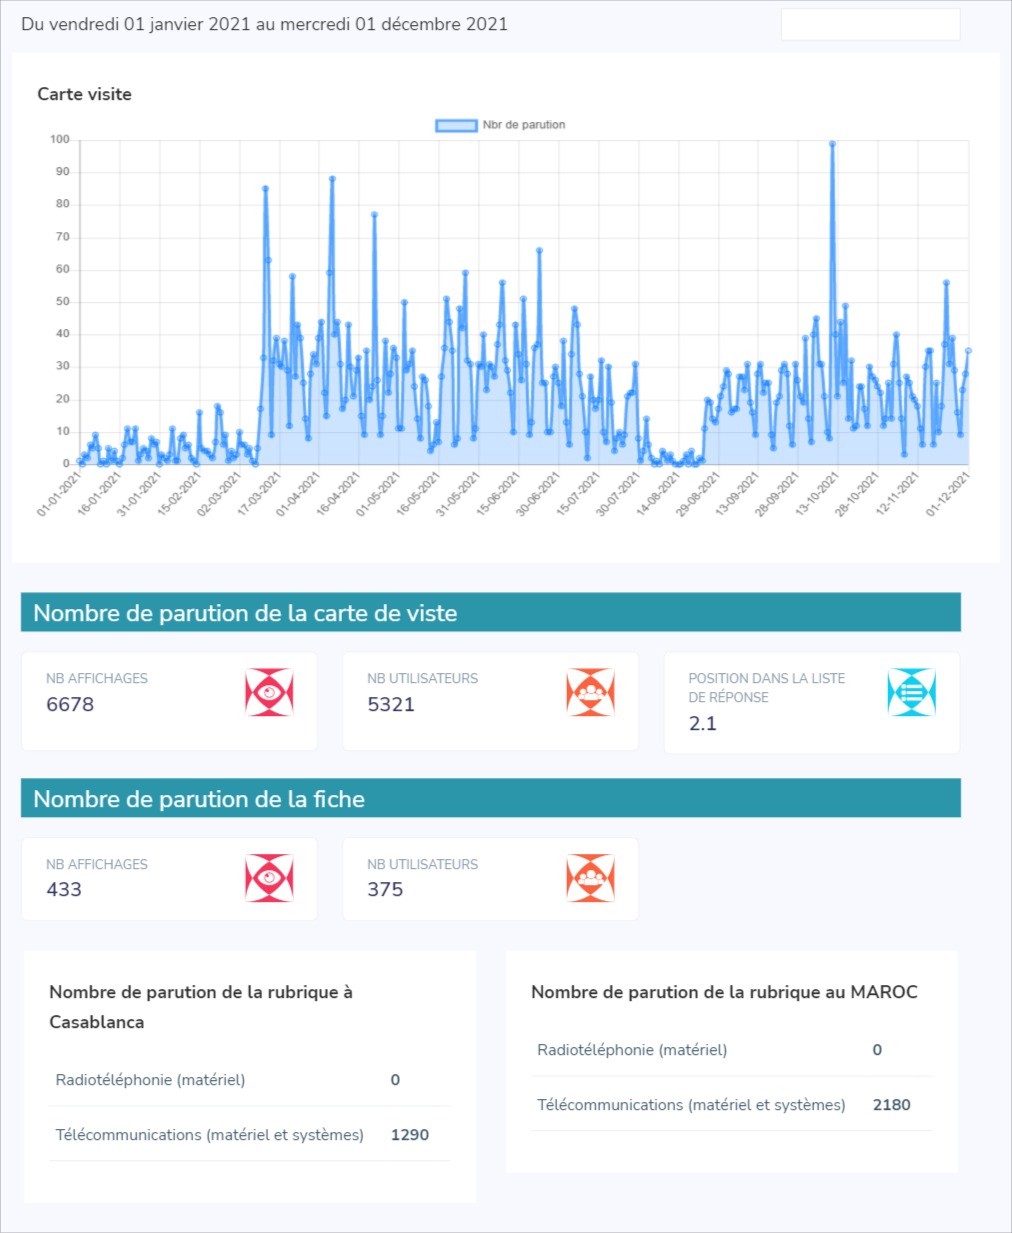 Du vendredi 01 janvier 2021 au mercredi 01 décembre 2021
Carte visite
Nbr de parution
100
90
80
70
60
50
40
30
20
10
0
01-01-2021
16-01-2021
31-01-2021
15-02-2021
02-03-2021
17-03-2021
01-04-2021
16-04-2021
01-05-2021
16-05-2021
31-05-2021
15-06-2021
30-06-2021
15-07-2021
30-07-2021
14-08-2021
29-08-2021
13-09-2021
28-09-2021
13-10-2021
28-10-2021
12-11-2021
01-12-2021
Nombre de parution de la carte de viste
NB AFFICHAGES
6678
NB UTILISATEURS
5321
POSITION DANS LA LISTE
DE RÉPONSE
2.1
Nombre de parution de la fiche
NB AFFICHAGES
433
NB UTILISATEURS
375
Nombre de parution de la rubrique à
Casablanca
Radiotéléphonie (matériel) 0
Télécommunications (matériel et systèmes) 1290
Nombre de parution de la rubrique au MAROC
Radiotéléphonie (matériel) 0
Télécommunications (matériel et systèmes) 2180